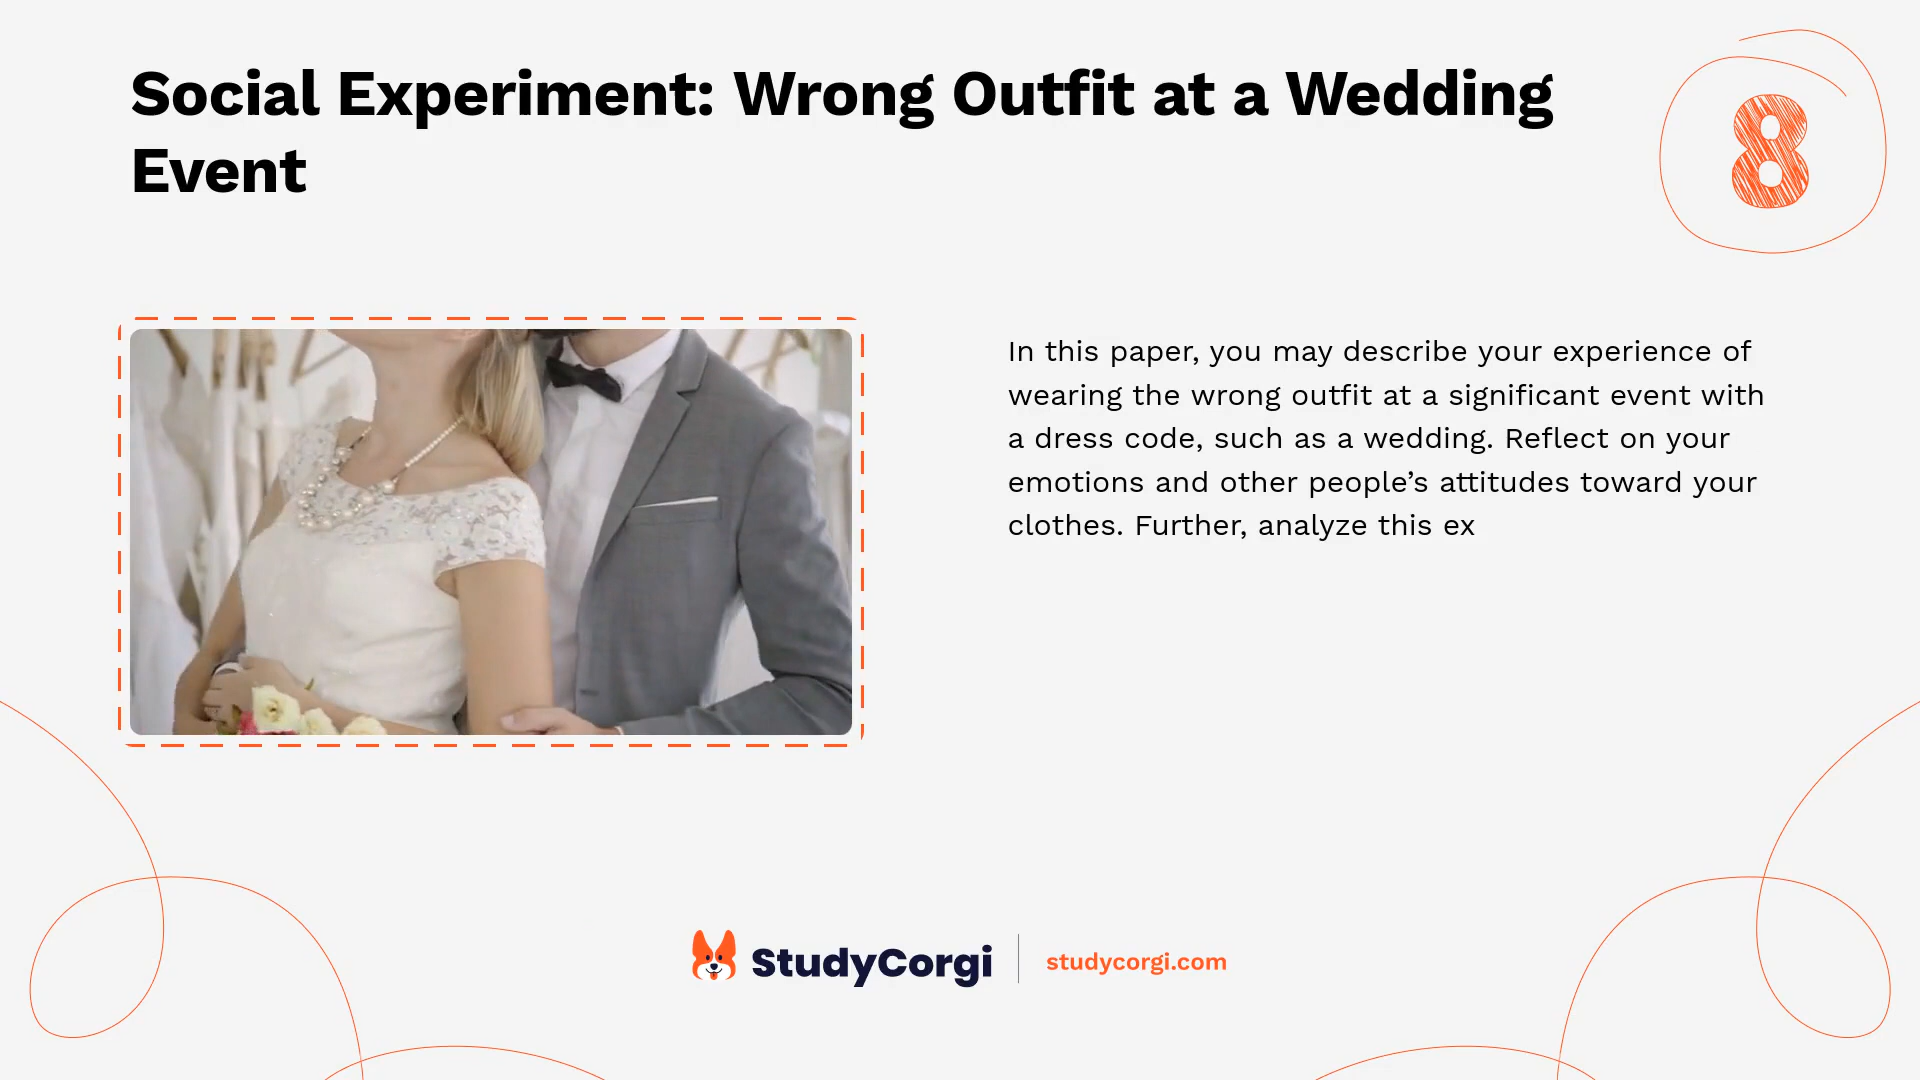 Social Experiment: Wrong Outfit at a Wedding
Event
8
In this paper, you may describe your experience of
wearing the wrong outfit at a significant event with
a dress code, such as a wedding. Reflect on your
emotions and other people’s attitudes toward your
clothes. Further, analyze this ex
StudyCorgi
studycorgi.com